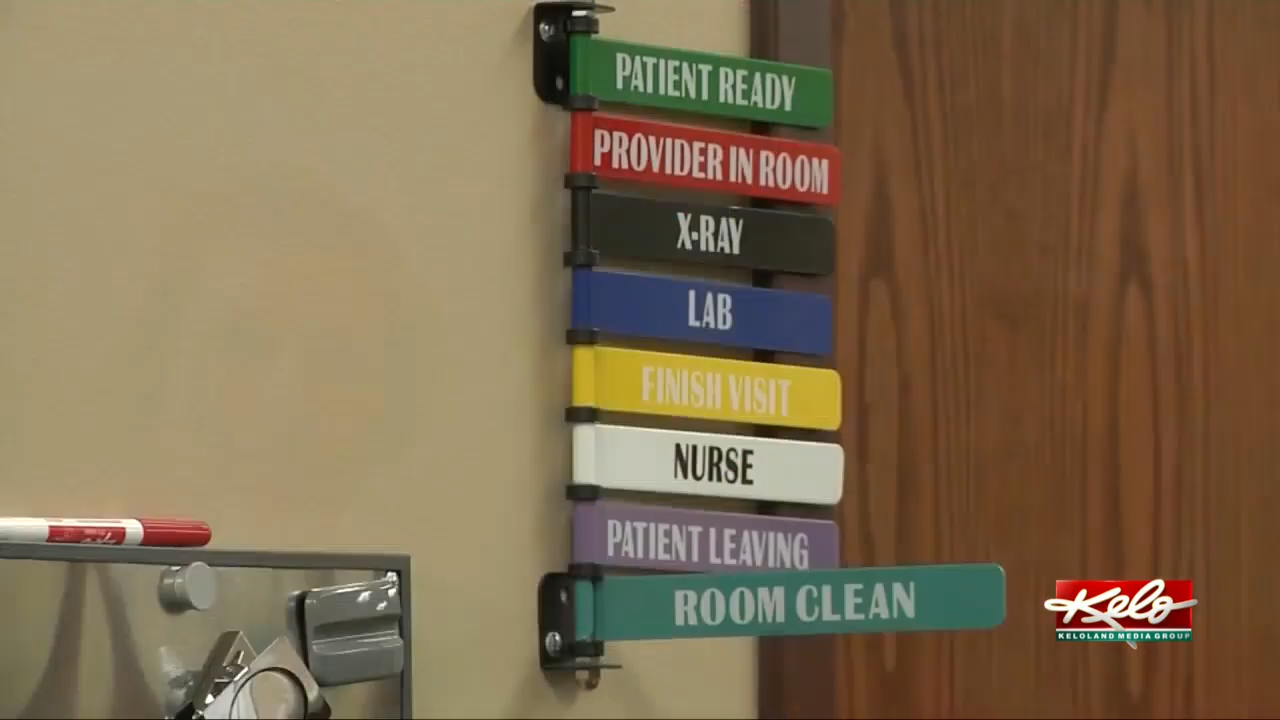 PATIENT READY
PROVIDER IN ROOM
X-RAY
LAB
FINISH VISIT
NURSE
PATIENT LEAVING
ROOM CLEAN
Kelo
KELOLAND MEDIA GROUP